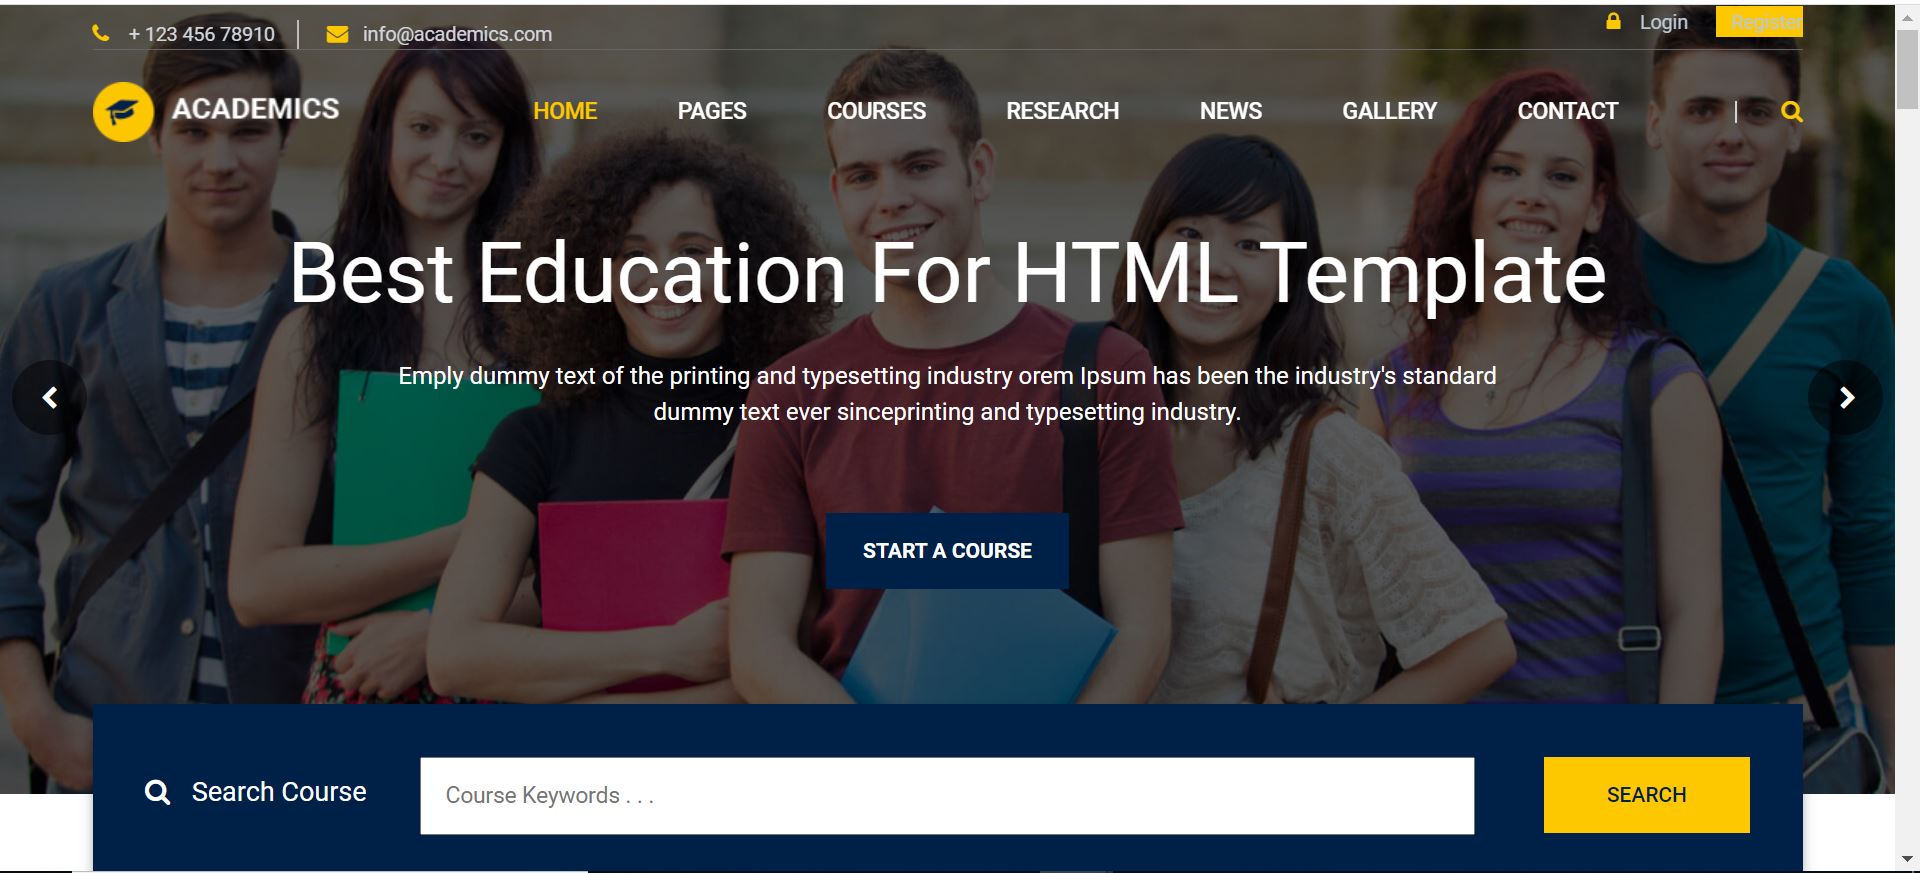 + 123 456 78910
info@academics.com
Login
Register
ACADEMICS
HOME
PAGES
COURSES
RESEARCH
NEWS
GALLERY
CONTACT
Best Education For HTML Template
Emply dummy text of the printing and typesetting industry orem Ipsum has been the industry's standard
dummy text ever sinceprinting and typesetting industry.
START A COURSE
Search Course
Course Keywords . . .
SEARCH